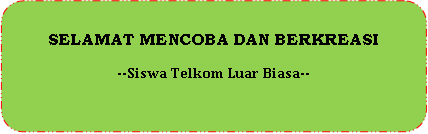 SELAMAT MENCOBA DAN BERKREASI
--Siswa Telkom Luar Biasa--